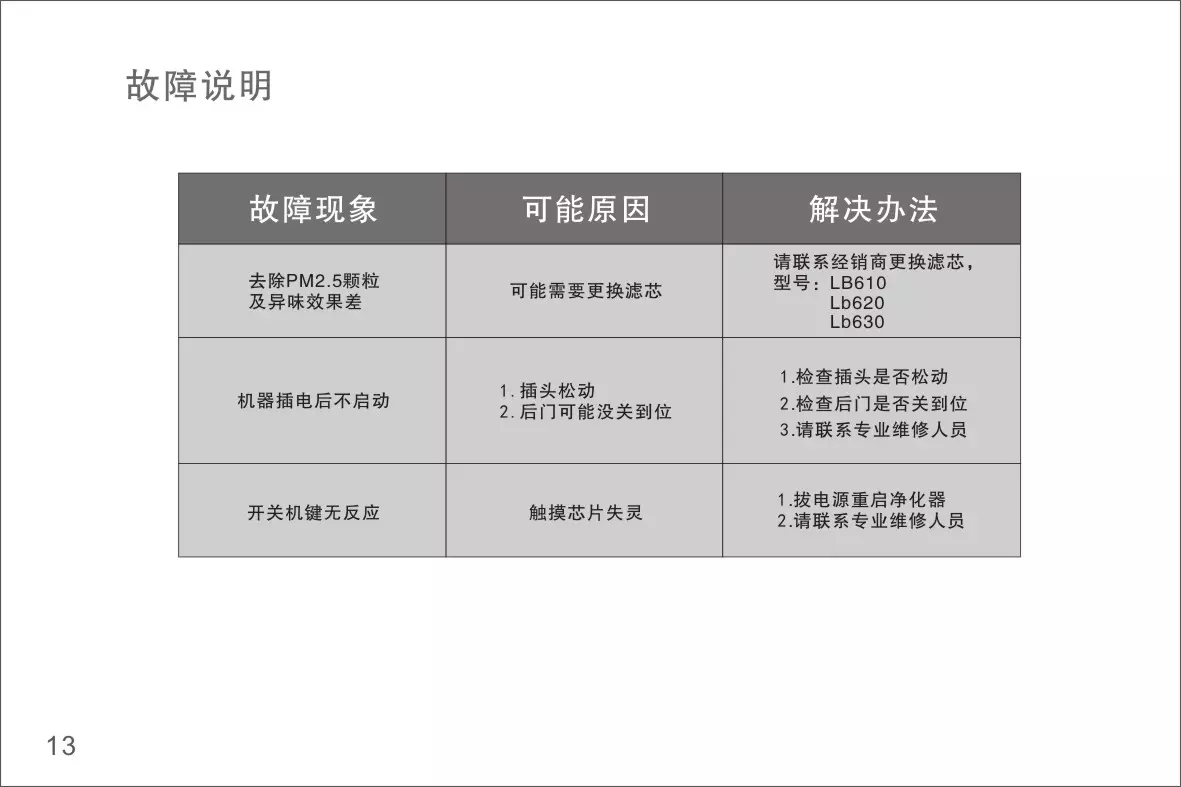 故障说明
故障现象
可能原因
解决办法
去除PM2.5颗粒
及异味效果差
可能需要更换滤芯
请联系经销商更换滤芯，
型号：LB610
Lb620
Lb630
机器插电后不启动
1. 插头松动
2. 后门可能没关到位
1.检查插头是否松动
2.检查后门是否关到位
3.请联系专业维修人员
开关机键无反应
触摸芯片失灵
1.拔电源重启净化器
2.请联系专业维修人员
13